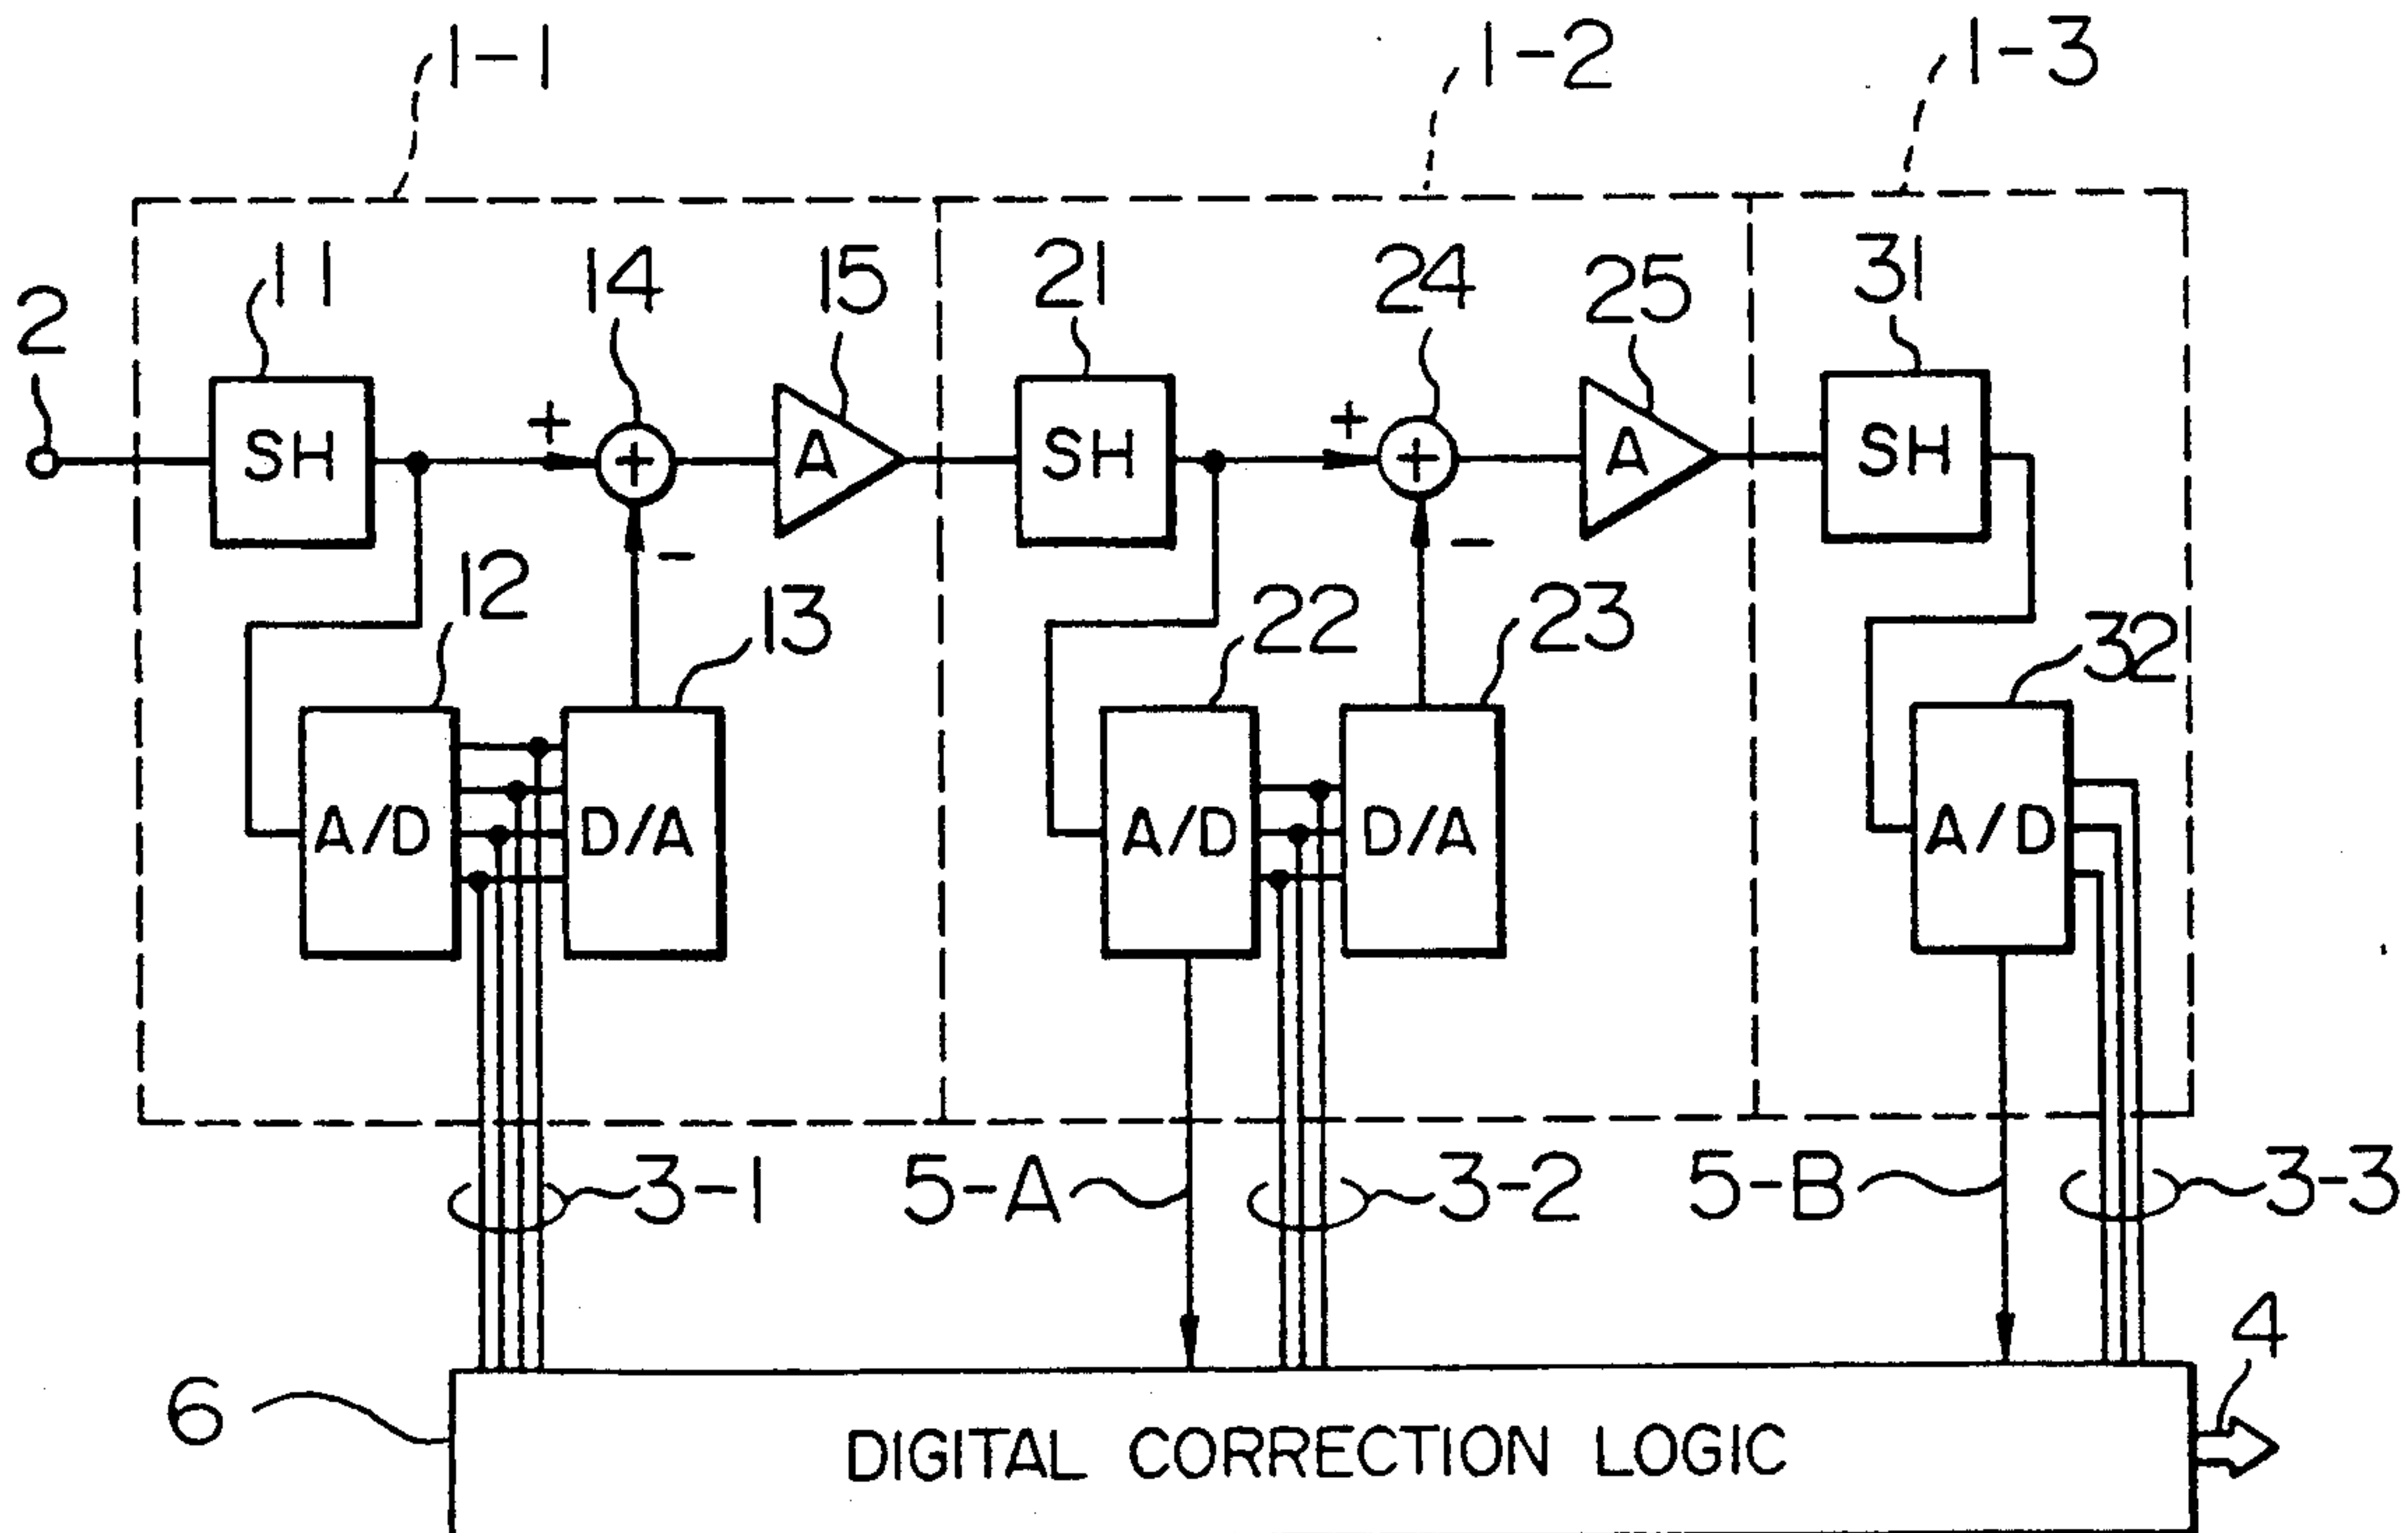 1-1
1-2
1-3
2
11
14
15
21
24
25
31
+
+
SH
+
A
SH
+
A
SH
-
-
12
13
22
23
32
A/D
D/A
A/D
D/A
A/D
3-1
5-A
3-2
5-B
3-3
4
6
DIGITAL CORRECTION LOGIC